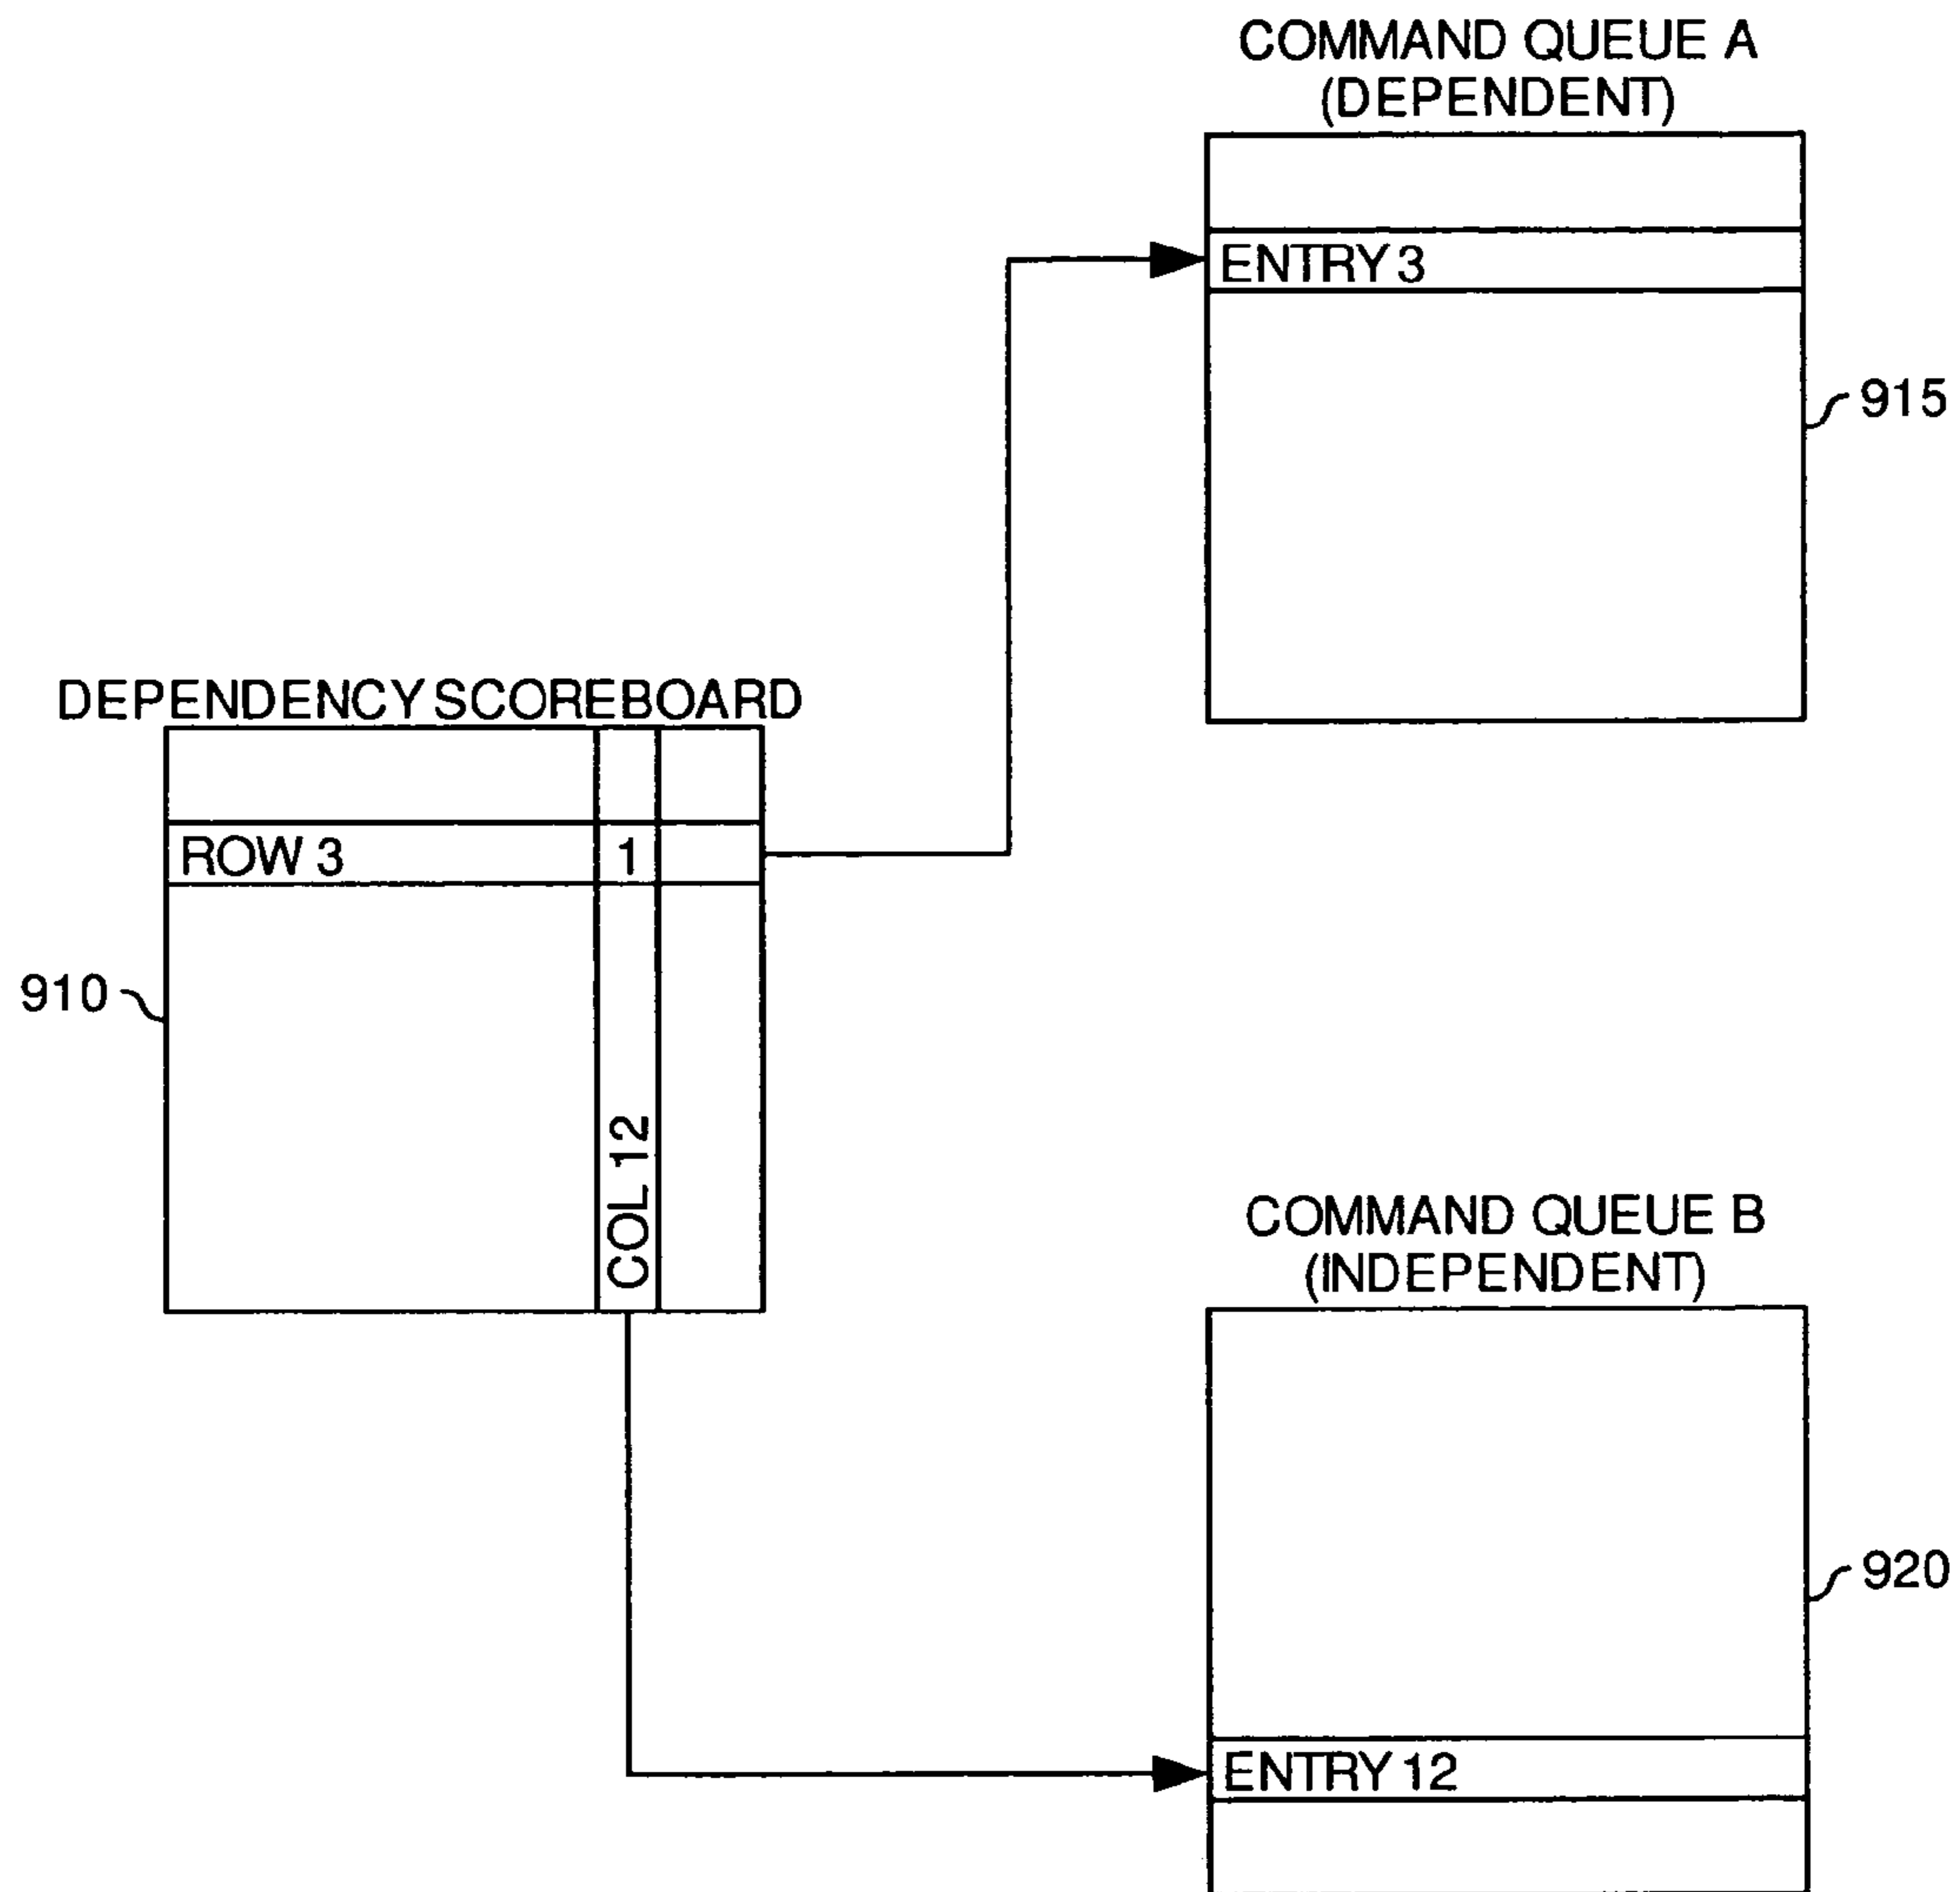 COMMAND QUEUE A
(DEPENDENT)
ENTRY 3
915
DEPENDENCY SCOREBOARD
ROW 3 1
910
COL 12
COMMAND QUEUE B
(INDEPENDENT)
920
ENTRY 12